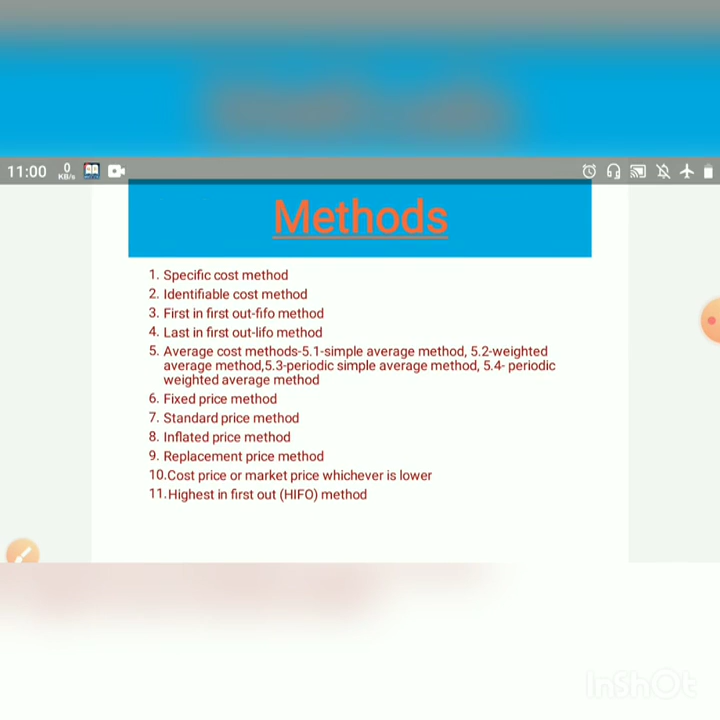 11:00 0 KB/s
Methods
1. Specific cost method
2. Identifiable cost method
3. First in first out-fifo method
4. Last in first out-lifo method
5. Average cost methods-5.1-simple average method, 5.2-weighted
average method,5.3-periodic simple average method, 5.4- periodic
weighted average method
6. Fixed price method
7. Standard price method
8. Inflated price method
9. Replacement price method
10.Cost price or market price whichever is lower
11.Highest in first out (HIFO) method
InShOt